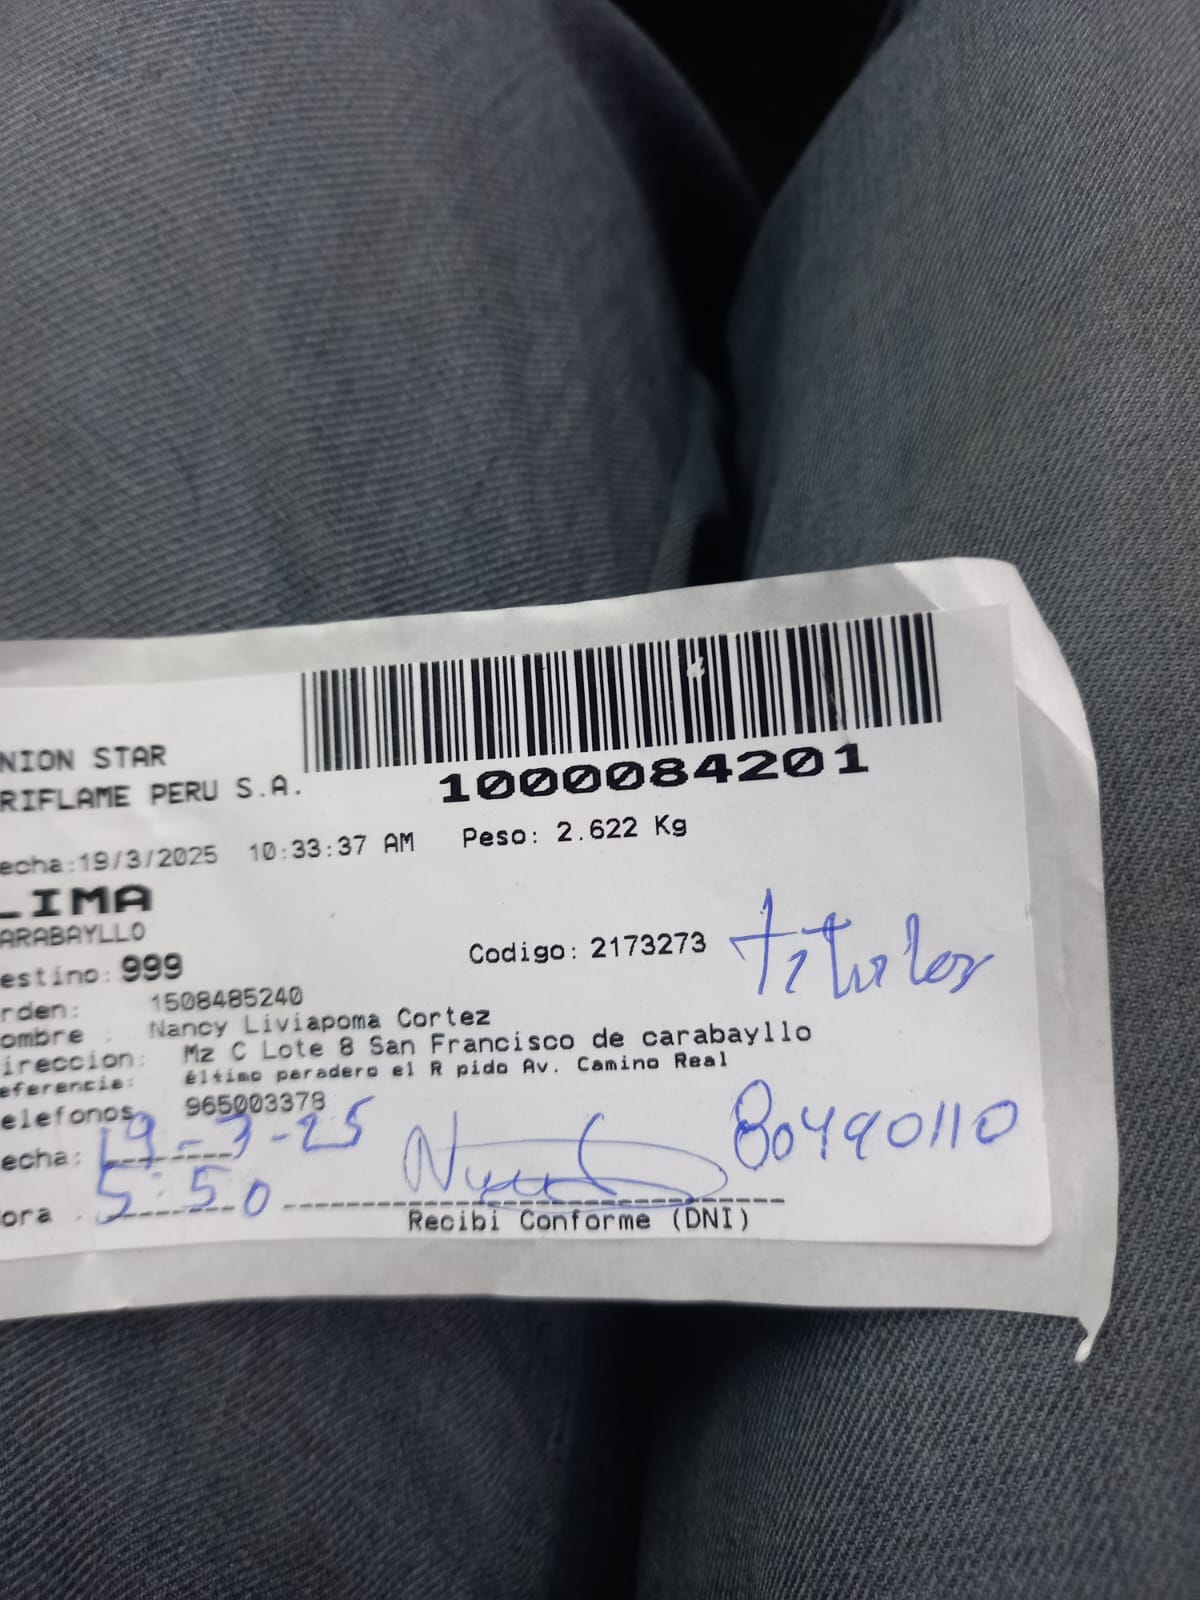 NION STAR
RIFLAME PERU S.A.
1000084201
echa:19/3/2025 10:33:37 AM Peso: 2.622 Kg
LIMA
ARABAYLLO
Codigo: 2173273 titular
estino: 999
rden: 1508485240
ombre : Nancy Liviapoma Cortez
ireccion: Mz C Lote 8 San Francisco de carabayllo
eferencia: éltimo paradero el R pido Av. Camino Real
elefonos 965003378
echa: 19-3-25
80490110
ora : 5:50
Recibi Conforme (DNI)